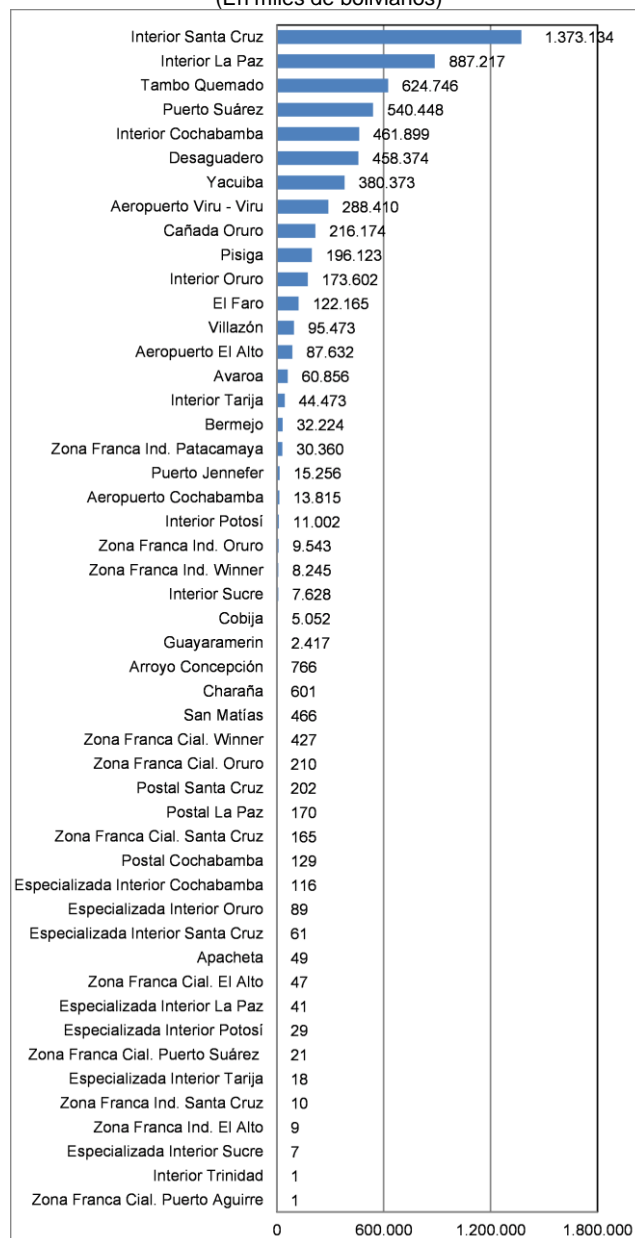 (En miles de bolivianos)
Interior Santa Cruz 1.373.134
Interior La Paz 887.217
Tambo Quemado 624.746
Puerto Suárez 540.448
Interior Cochabamba 461.899
Desaguadero 458.374
Yacuiba 380.373
Aeropuerto Viru - Viru 288.410
Cañada Oruro 216.174
Pisiga 196.123
Interior Oruro 173.602
El Faro 122.165
Villazón 95.473
Aeropuerto El Alto 87.632
Avaroa 60.856
Interior Tarija 44.473
Bermejo 32.224
Zona Franca Ind. Patacamaya 30.360
Puerto Jennefer 15.256
Aeropuerto Cochabamba 13.815
Interior Potosí 11.002
Zona Franca Ind. Oruro 9.543
Zona Franca Ind. Winner 8.245
Interior Sucre 7.628
Cobija 5.052
Guayaramerin 2.417
Arroyo Concepción 766
Charaña 601
San Matías 466
Zona Franca Cial. Winner 427
Zona Franca Cial. Oruro 210
Postal Santa Cruz 202
Postal La Paz 170
Zona Franca Cial. Santa Cruz 165
Postal Cochabamba 129
Especializada Interior Cochabamba 116
Especializada Interior Oruro 89
Especializada Interior Santa Cruz 61
Apacheta 49
Zona Franca Cial. El Alto 47
Especializada Interior La Paz 41
Especializada Interior Potosí 29
Zona Franca Cial. Puerto Suárez 21
Especializada Interior Tarija 18
Zona Franca Ind. Santa Cruz 10
Zona Franca Ind. El Alto 9
Especializada Interior Sucre 7
Interior Trinidad 1
Zona Franca Cial. Puerto Aguirre 1
0 600.000 1.200.000 1.800.000